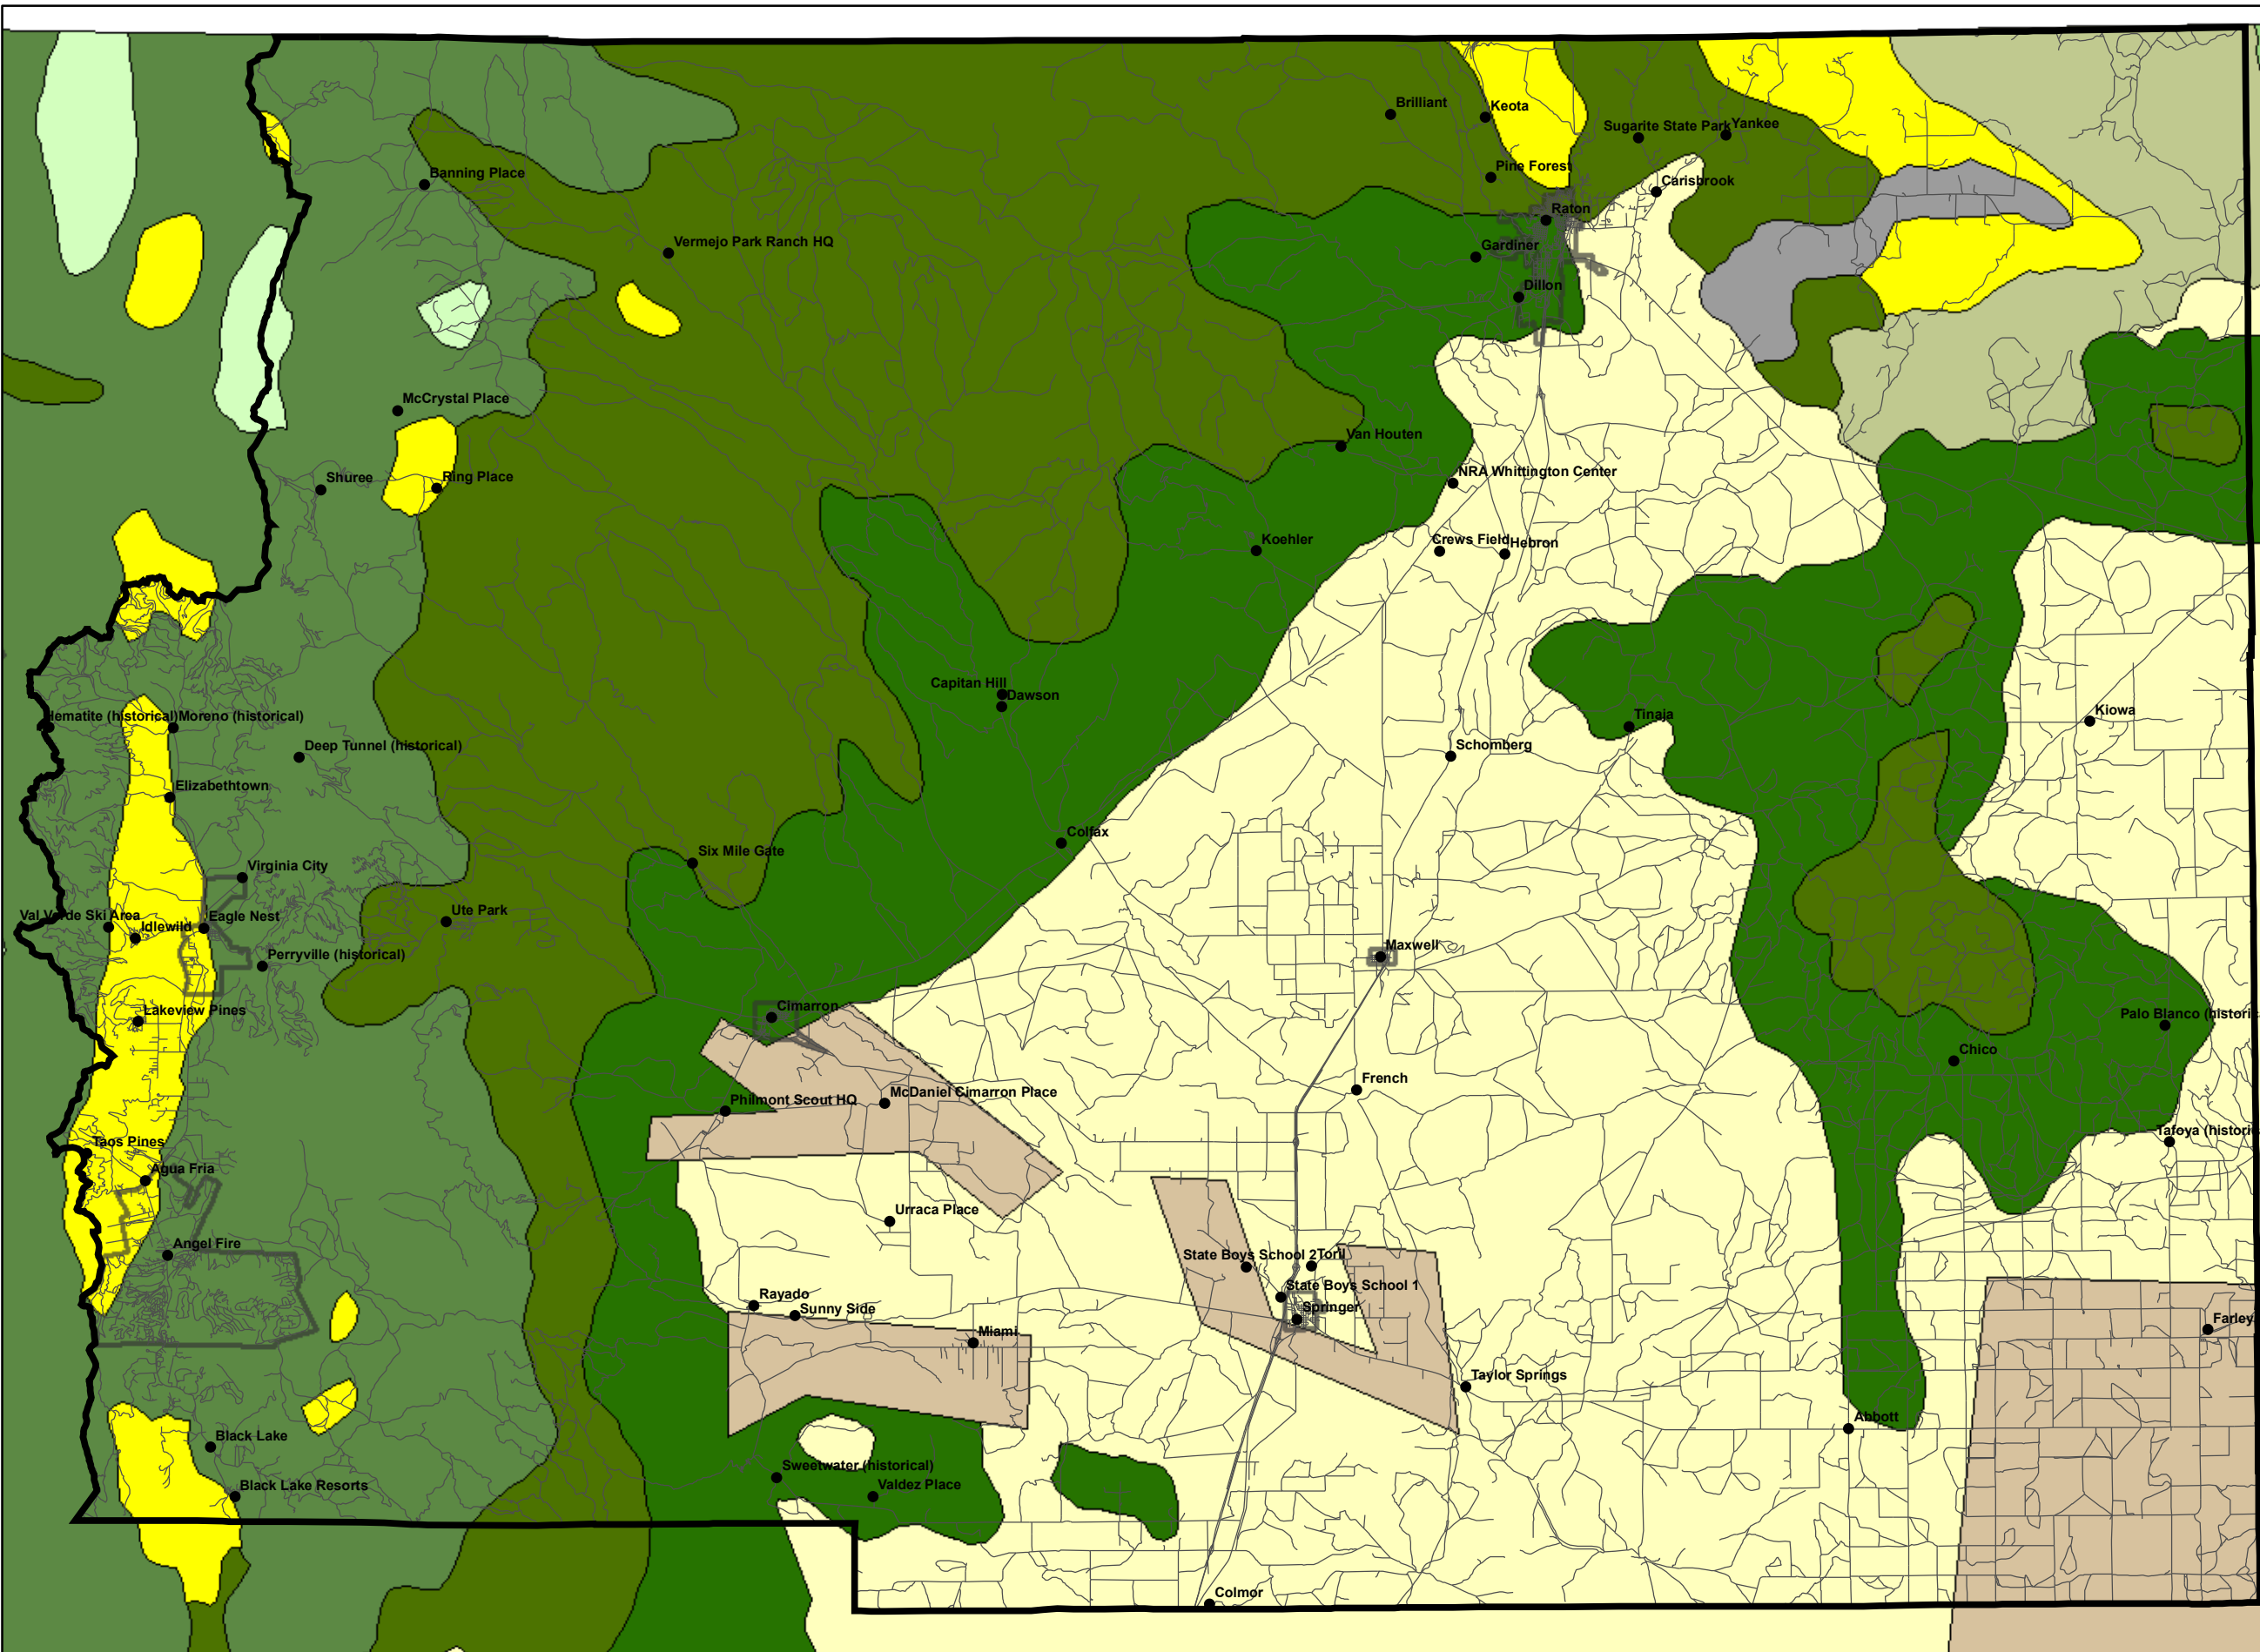 Brilliant
Keota
Sugarite State Park
Yankee
Banning Place
Pine Forest
Carisbrook
Raton
Vermejo Park Ranch HQ
Gardiner
Dillon
McCrystal Place
Van Houten
Shuree
Ring Place
NRA Whittington Center
Koehler
Crews Field
Hebron
Capitan Hill
Dawson
Hematite (historical)
Moreno (historical)
Tinaja
Kiowa
Deep Tunnel (historical)
Schomberg
Elizabethtown
Colfax
Six Mile Gate
Virginia City
Val Verde Ski Area
Eagle Nest
Ute Park
Idlewild
Maxwell
Perryville (historical)
Lakeview Pines
Cimarron
Palo Blanco (historic
Chico
French
McDaniel Cimarron Place
Philmont Scout HQ
Tafoya (historic
Taos Pines
Agua Fria
Urraca Place
Angel Fire
State Boys School 2
Toril
State Boys School 1
Rayado
Sunny Side
Springer
Farley
Miami
Taylor Springs
Abbott
Black Lake
Sweetwater (historical)
Black Lake Resorts
Valdez Place
Colmor